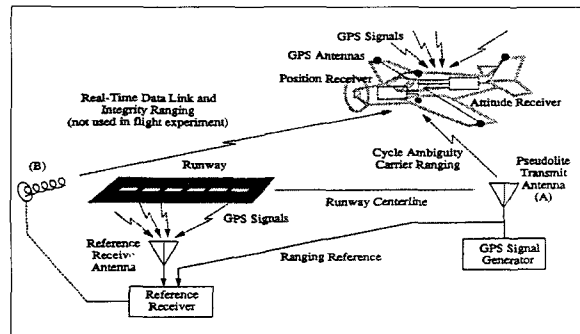 GPS Signals
GPS Antennas
Position Receiver
Attitude Receiver
Real-Time Data Link and
Integrity Ranging
(not used in flight experiment)
Cycle Ambiguity
Carrier Ranging
Pseudolite
Transmit
Antenna
(A)
(B)
Runway
Runway Centerline
GPS Signals
Reference
Receive
Antenna
Ranging Reference
GPS Signal
Generator
Reference
Receiver